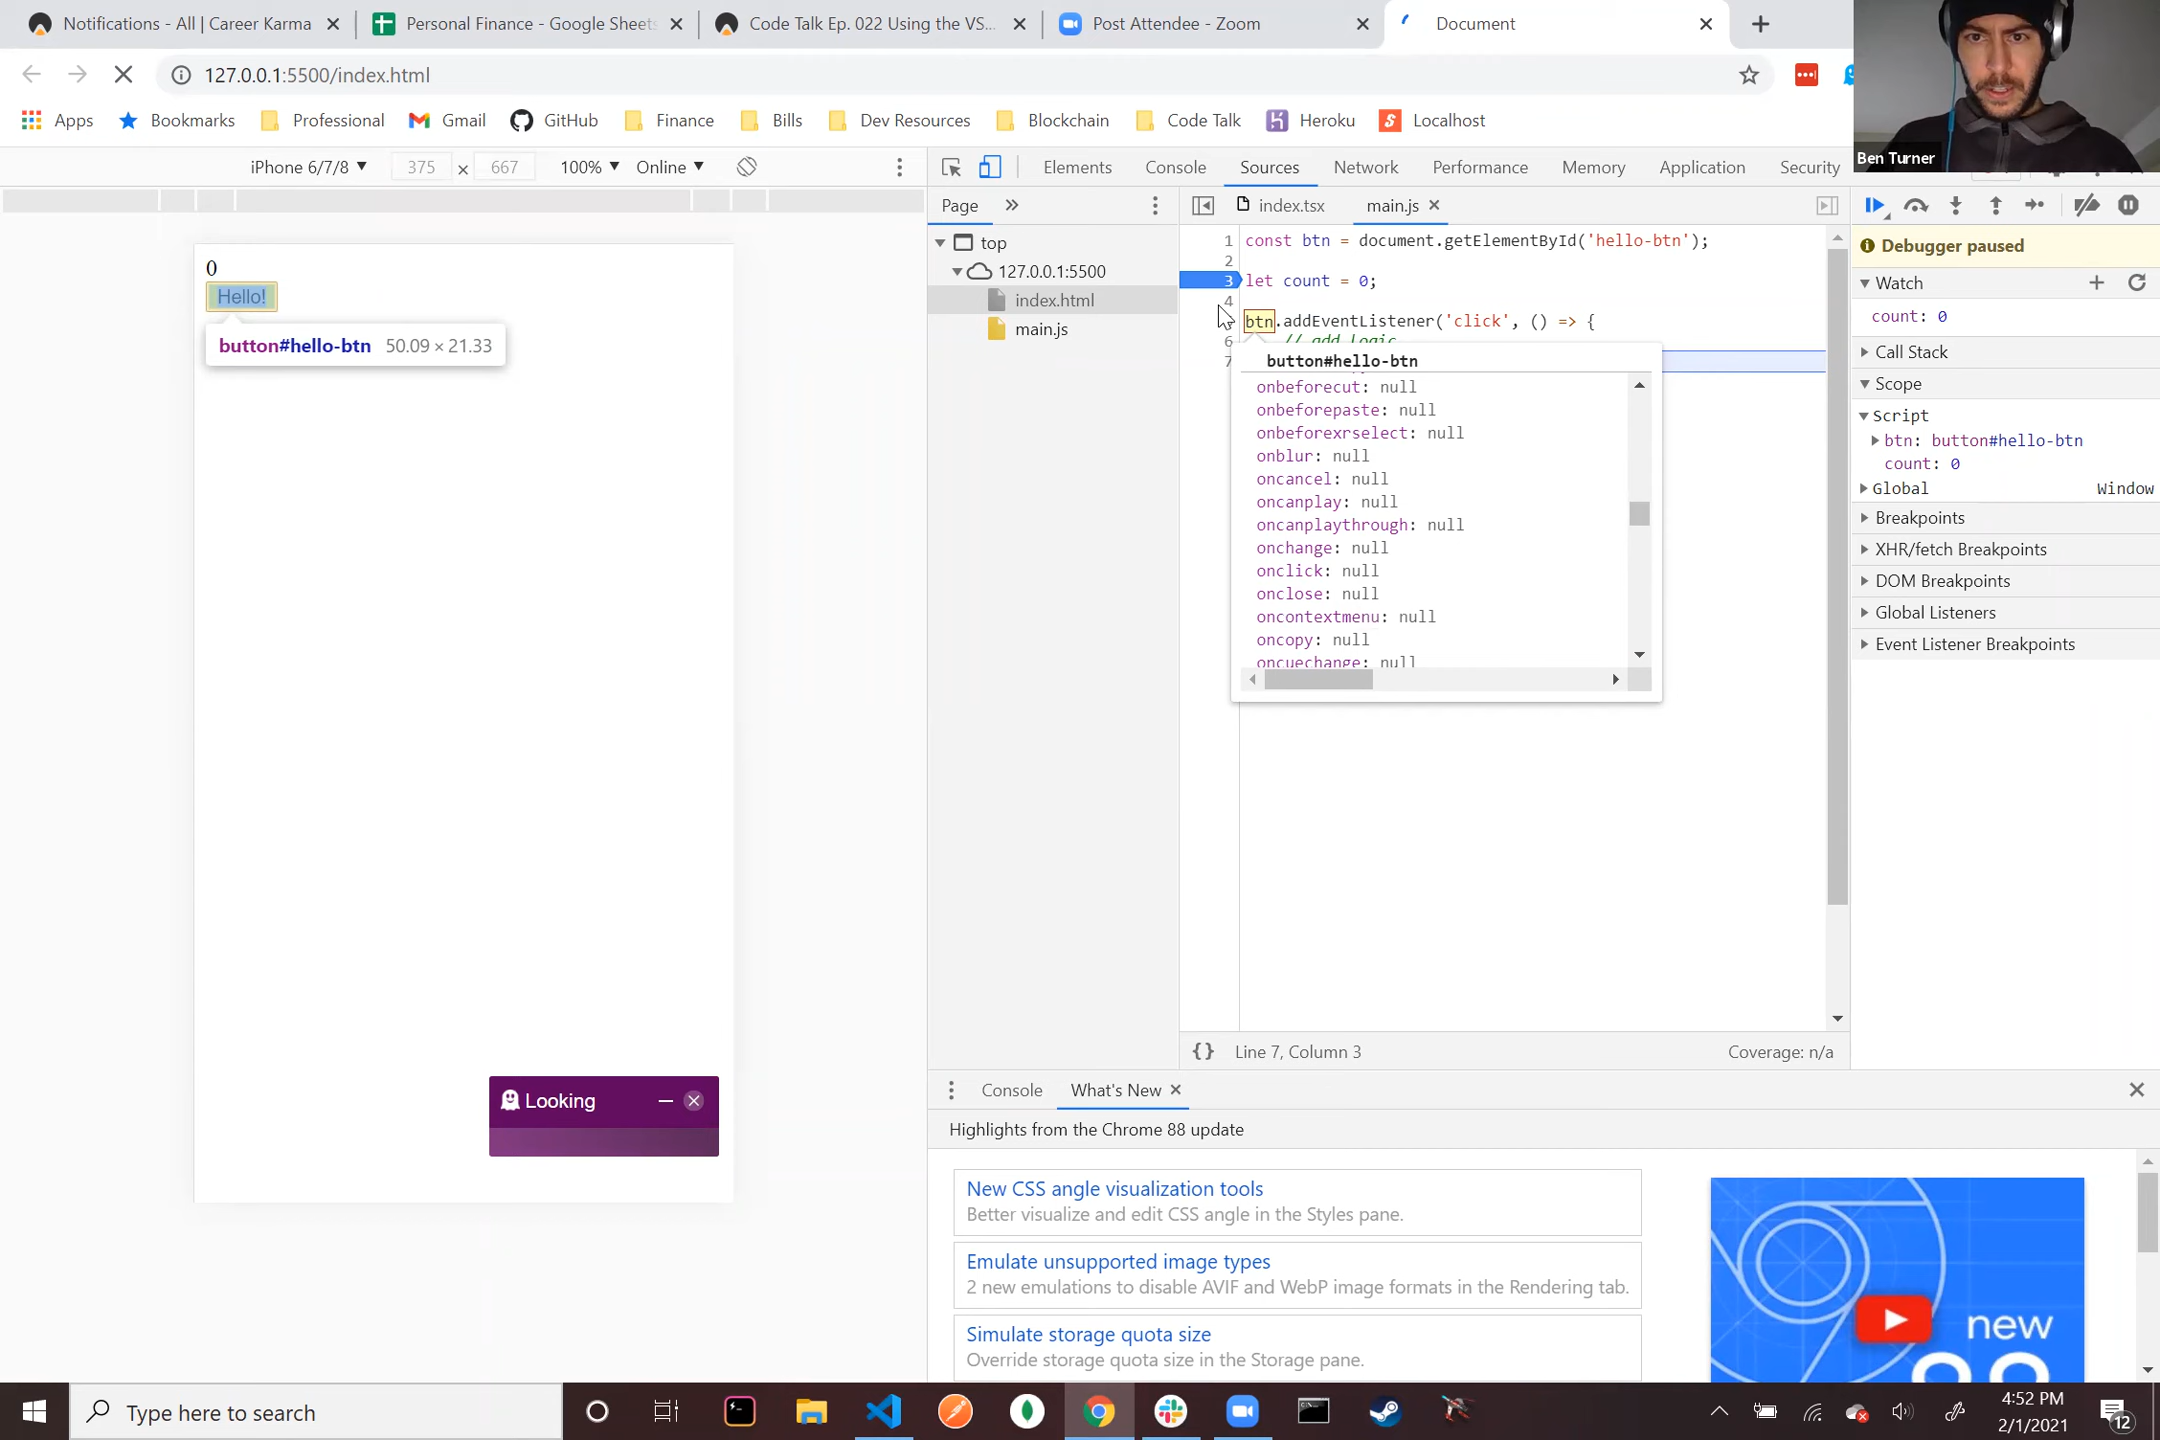 Notifications - All | Career Karma
Personal Finance - Google Sheets
Code Talk Ep. 022 Using the VS...
Post Attendee - Zoom
Document
127.0.0.1:5500/index.html
Apps
Bookmarks
Professional
Gmail
GitHub
Finance
Bills
Dev Resources
Blockchain
Code Talk
Heroku
Localhost
Ben Turner
iPhone 6/7/8
375 × 667
100%
Online
Elements
Console
Sources
Network
Performance
Memory
Application
Security
Page
top
127.0.0.1:5500
index.html
main.js
index.tsx
main.js
1 const btn = document.getElementById('hello-btn');
2
3 let count = 0;
4
btn.addEventListener('click', () => {
6 // add logic
7
button#hello-btn
onbeforecut: null
onbeforepaste: null
onbeforexrselect: null
onblur: null
oncancel: null
oncanplay: null
oncanplaythrough: null
onchange: null
onclick: null
onclose: null
oncontextmenu: null
oncopy: null
oncuechange: null
Line 7, Column 3
Coverage: n/a
Debugger paused
Watch
count: 0
Call Stack
Scope
Script
btn: button#hello-btn
count: 0
Global Window
Breakpoints
XHR/fetch Breakpoints
DOM Breakpoints
Global Listeners
Event Listener Breakpoints
0
Hello!
button#hello-btn 50.09 × 21.33
Looking
Console
What's New
Highlights from the Chrome 88 update
New CSS angle visualization tools
Better visualize and edit CSS angle in the Styles pane.
Emulate unsupported image types
2 new emulations to disable AVIF and WebP image formats in the Rendering tab.
Simulate storage quota size
Override storage quota size in the Storage pane.
new
Type here to search
4:52 PM
2/1/2021
12